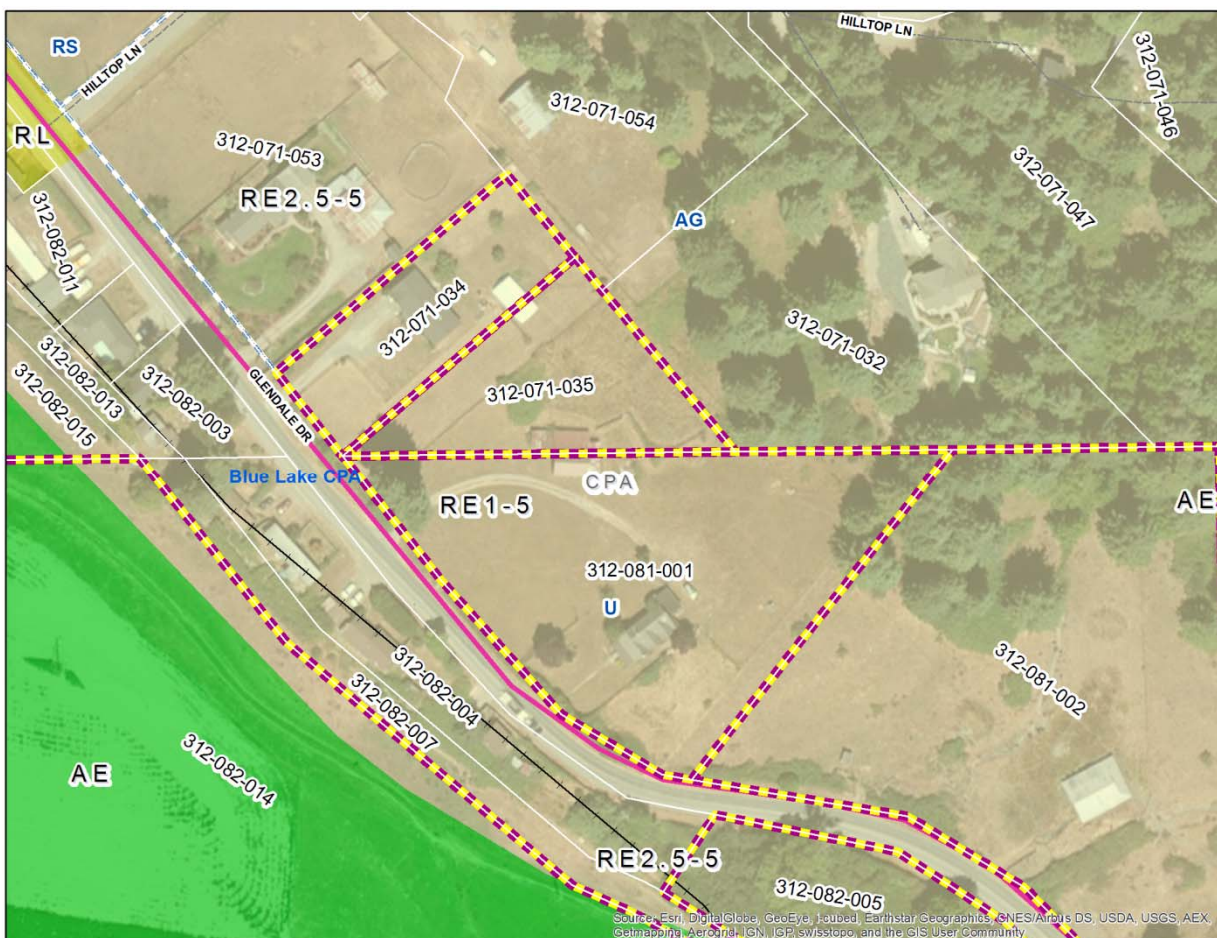 HILLTOP LN
RS
HILLTOP LN
312-071-046
312-071-054
RL
312-071-053
312-071-047
RE2.5-5
AG
312-082-011
312-071-034
312-071-032
312-082-013
312-082-003
GLENDALE DR
312-071-035
312-082-015
Blue Lake CPA
CPA
RE1-5
AE
312-081-001
U
312-081-002
312-082-004
312-082-007
312-082-014
AE
RE2.5-5
312-082-005
Source: Esri, DigitalGlobe, GeoEye, i-cubed, Earthstar Geographics, CNES/Airbus DS, USDA, USGS, AEX,
Getmapping, Aerogrid, IGN, IGP, swisstopo, and the GIS User Community